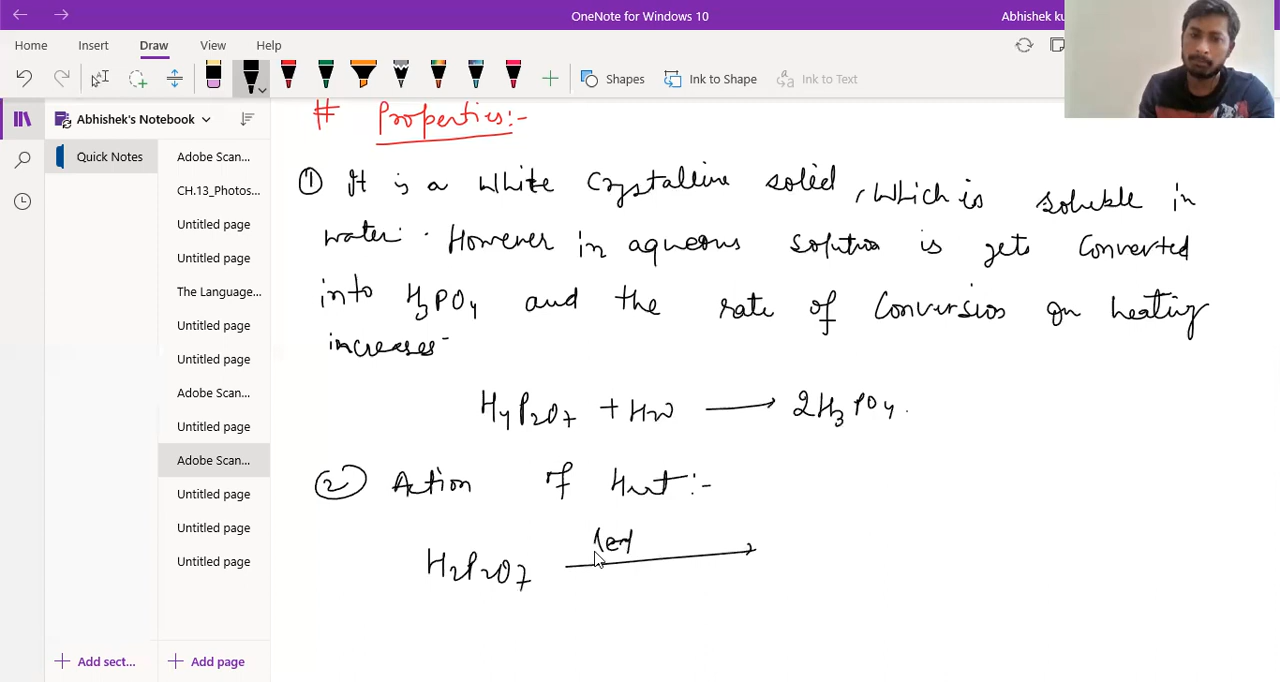 OneNote for Windows 10
Abhishek ku
Home Insert Draw View Help
Shapes Ink to Shape Ink to Text
Abhishek's Notebook
Quick Notes
Adobe Scan...
CH.13_Photos...
Untitled page
Untitled page
The Language...
Untitled page
Untitled page
Adobe Scan...
Untitled page
Adobe Scan...
Untitled page
Untitled page
Untitled page
Add sect...
Add page
# Properties:-
① It is a white crystalline solid, which is soluble in
water. However in aqueous solution is gets converted
into H3PO4 and the rate of conversion on heating
increases
H4P2O7 + H2O → 2H3PO4.
② Action of Heat:-
H2P2O7 →